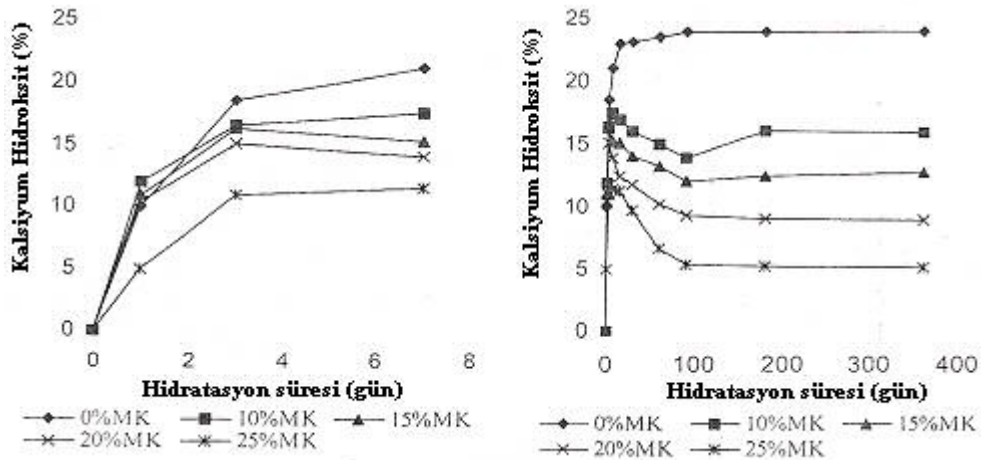 Kalsiyum Hidroksit (%)
25
20
15
10
5
0
0 2 4 6 8
Hidratasyon süresi (gün)
0%MK 10%MK 15%MK
20%MK 25%MK
Kalsiyum Hidroksit (%)
25
20
15
10
5
0
0 100 200 300 400
Hidratasyon süresi (gün)
0%MK 10%MK 15%MK
20%MK 25%MK